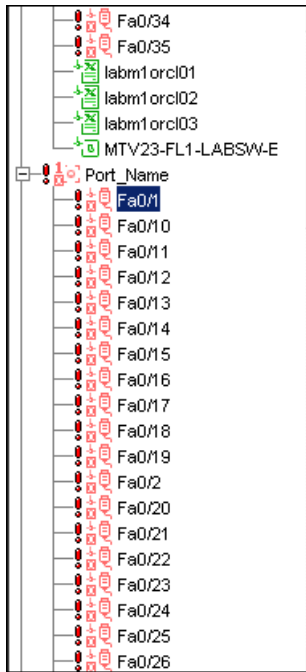 Fa0/34
Fa0/35
labm1orcl01
labm1orcl02
labm1orcl03
MTV23-FL1-LABSW-E
Port_Name
Fa0/1
Fa0/10
Fa0/11
Fa0/12
Fa0/13
Fa0/14
Fa0/15
Fa0/16
Fa0/17
Fa0/18
Fa0/19
Fa0/2
Fa0/20
Fa0/21
Fa0/22
Fa0/23
Fa0/24
Fa0/25
Fa0/26